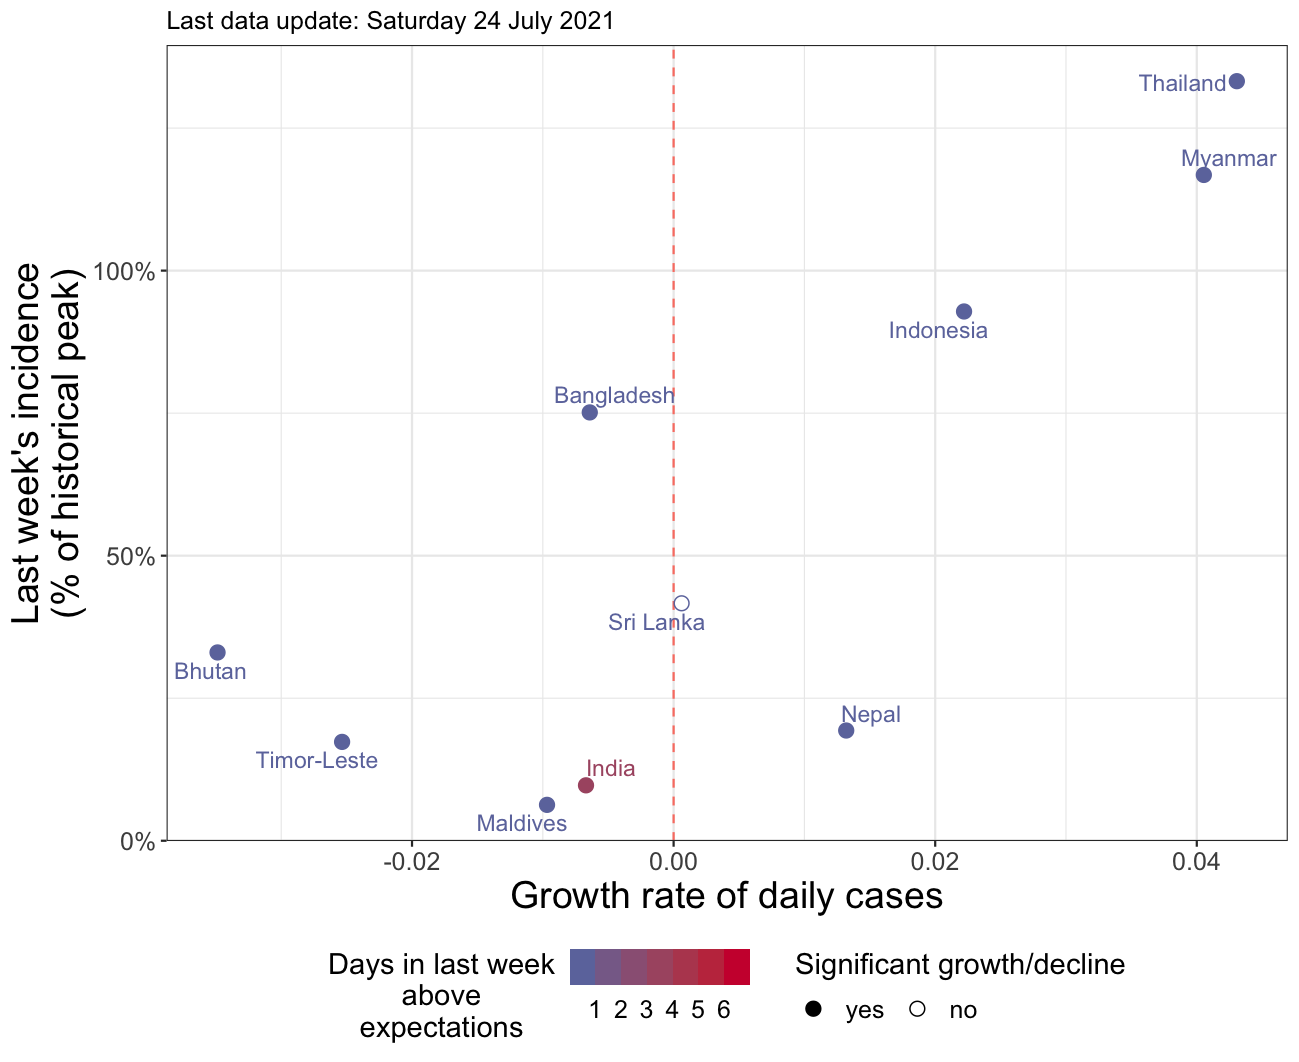 Last data update: Saturday 24 July 2021
Thailand
Myanmar
100%
Indonesia
Bangladesh
Last week's incidence
(% of historical peak)
50%
Sri Lanka
Bhutan
Nepal
Timor-Leste
India
Maldives
0%
-0.02 0.00 0.02 0.04
Growth rate of daily cases
Days in last week
above
expectations
1 2 3 4 5 6
Significant growth/decline
yes no